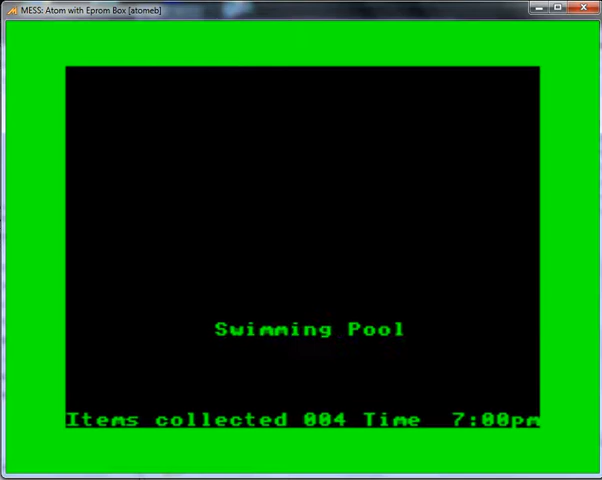 MESS: Atom with Eprom Box [atomeb]
Swimming Pool
Items collected 004 Time 7:00pm